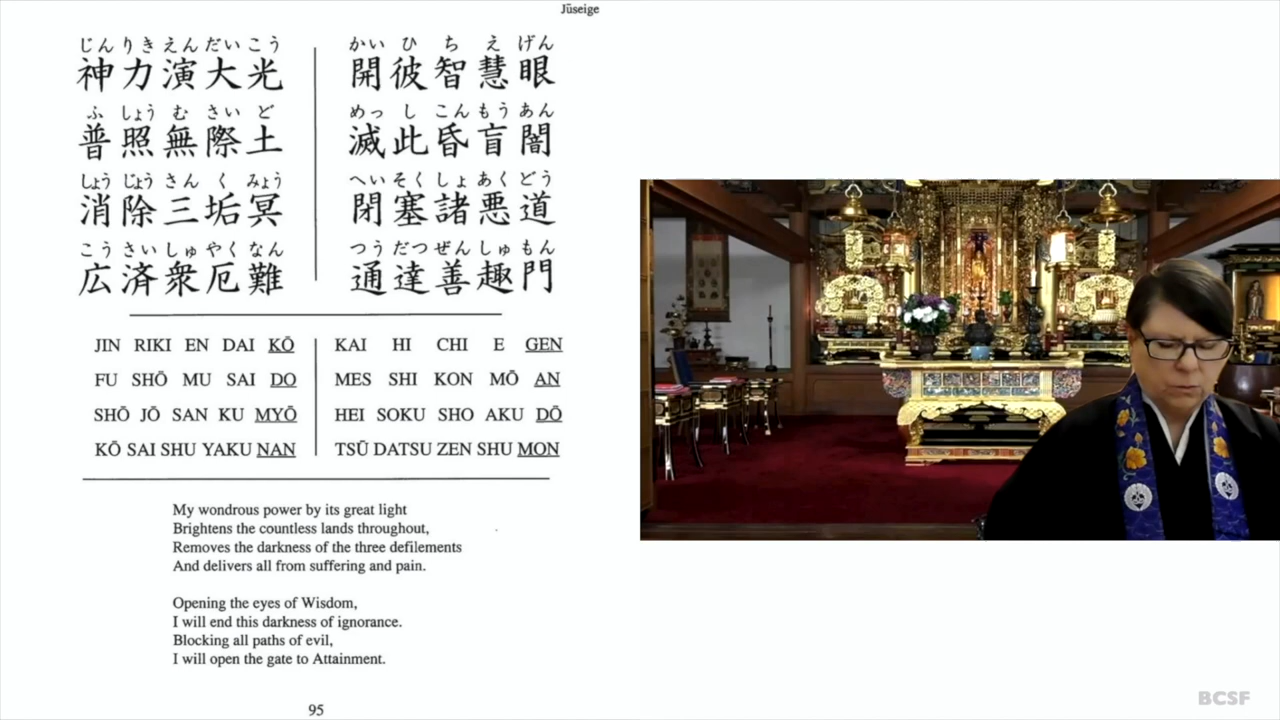 Jūseige
じんりきえんだいこう
神力演大光
ふしょうむさいど
普照無際土
しょうじょうさんくみょう
消除三垢冥
こうさいしゅやくなん
広済衆厄難
かいひちえげん
開彼智慧眼
めっしこんもうあん
滅此昏盲闇
へいそくしょあくどう
閉塞諸悪道
つうだつぜんしゅもん
通達善趣門
JIN RIKI EN DAI KŌ
FU SHŌ MU SAI DO
SHŌ JŌ SAN KU MYŌ
KŌ SAI SHU YAKU NAN
KAI HI CHI E GEN
MES SHI KON MŌ AN
HEI SOKU SHO AKU DŌ
TSŪ DATSU ZEN SHU MON
My wondrous power by its great light
Brightens the countless lands throughout,
Removes the darkness of the three defilements
And delivers all from suffering and pain.
Opening the eyes of Wisdom,
I will end this darkness of ignorance.
Blocking all paths of evil,
I will open the gate to Attainment.
95
BCSF